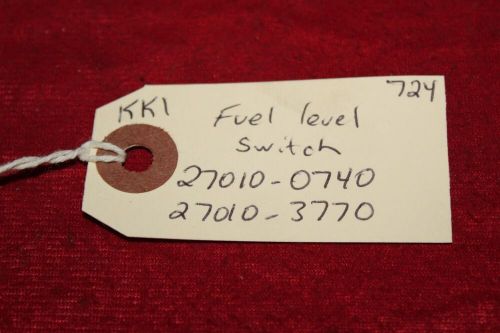 KK1
724
Fuel level
Switch
27010-0740
27010-3770